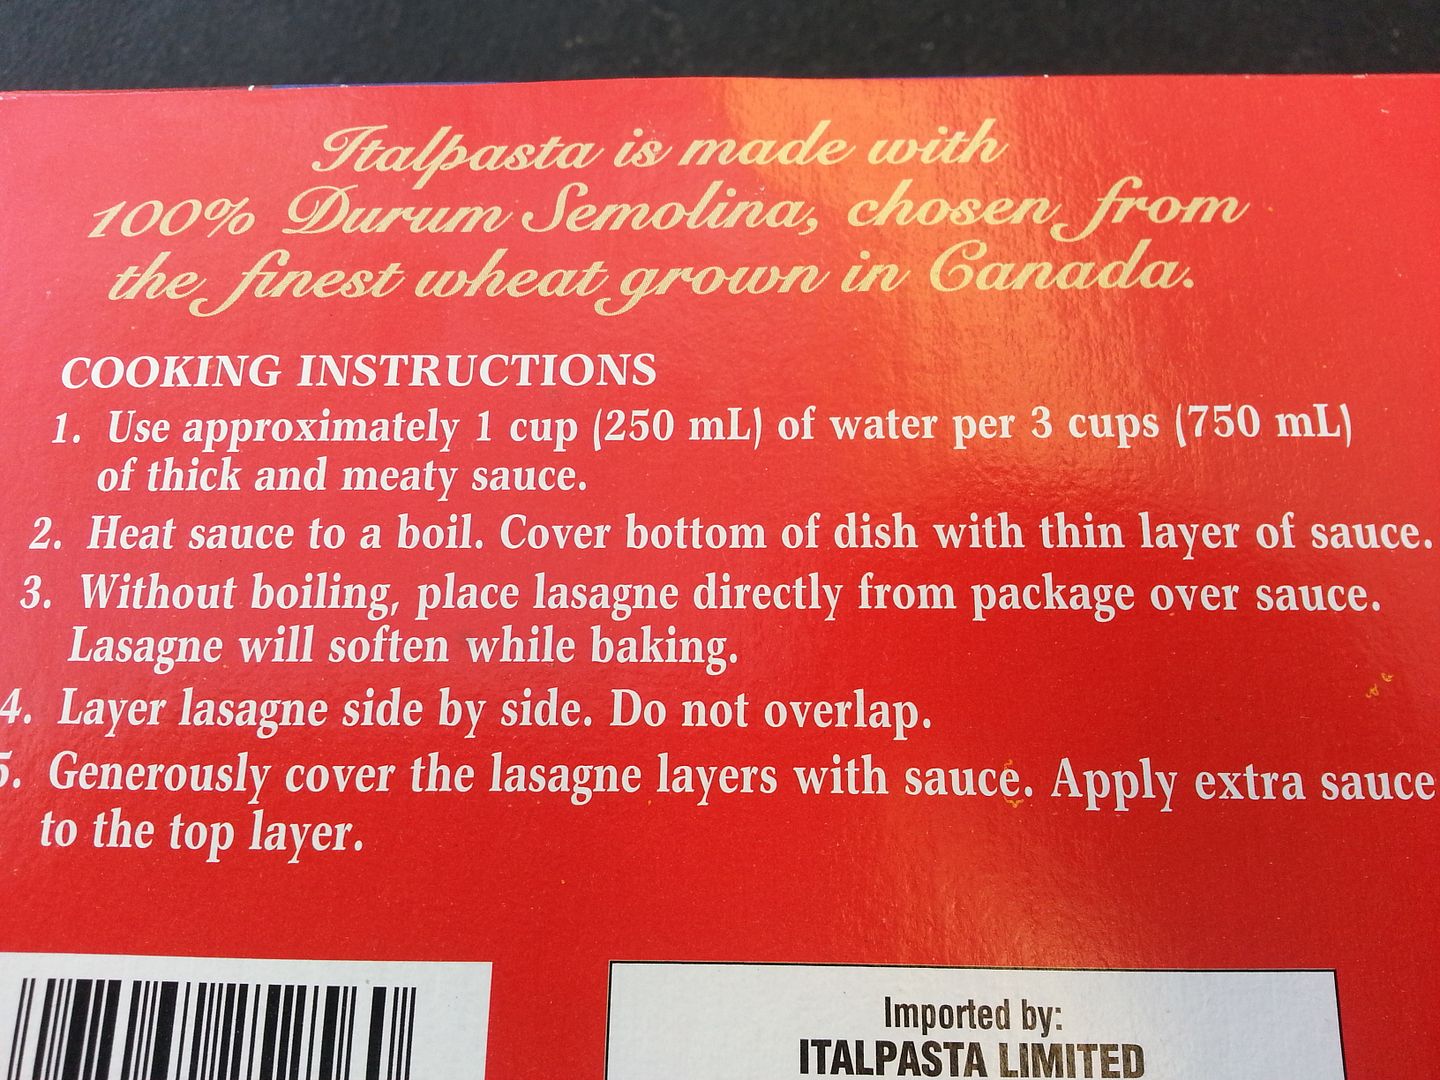 Italpasta is made with
100% Durum Semolina, chosen from
the finest wheat grown in Canada.
COOKING INSTRUCTIONS
1. Use approximately 1 cup (250 mL) of water per 3 cups (750 mL)
of thick and meaty sauce.
2. Heat sauce to a boil. Cover bottom of dish with thin layer of sauce.
3. Without boiling, place lasagne directly from package over sauce.
Lasagne will soften while baking.
4. Layer lasagne side by side. Do not overlap.
5. Generously cover the lasagne layers with sauce. Apply extra sauce
to the top layer.
Imported by:
ITALPASTA LIMITED